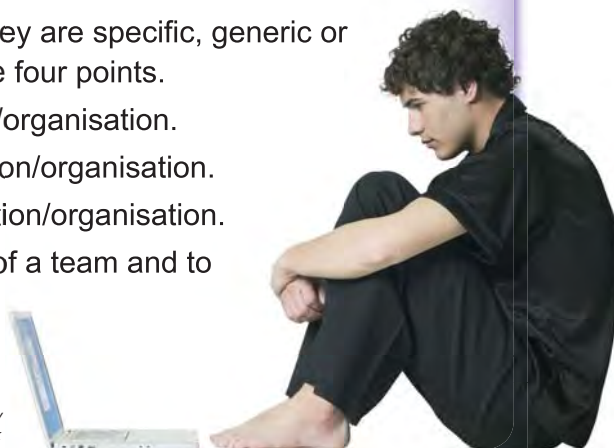 ey are specific, generic or
e four points.
/organisation.
on/organisation.
tion/organisation.
of a team and to